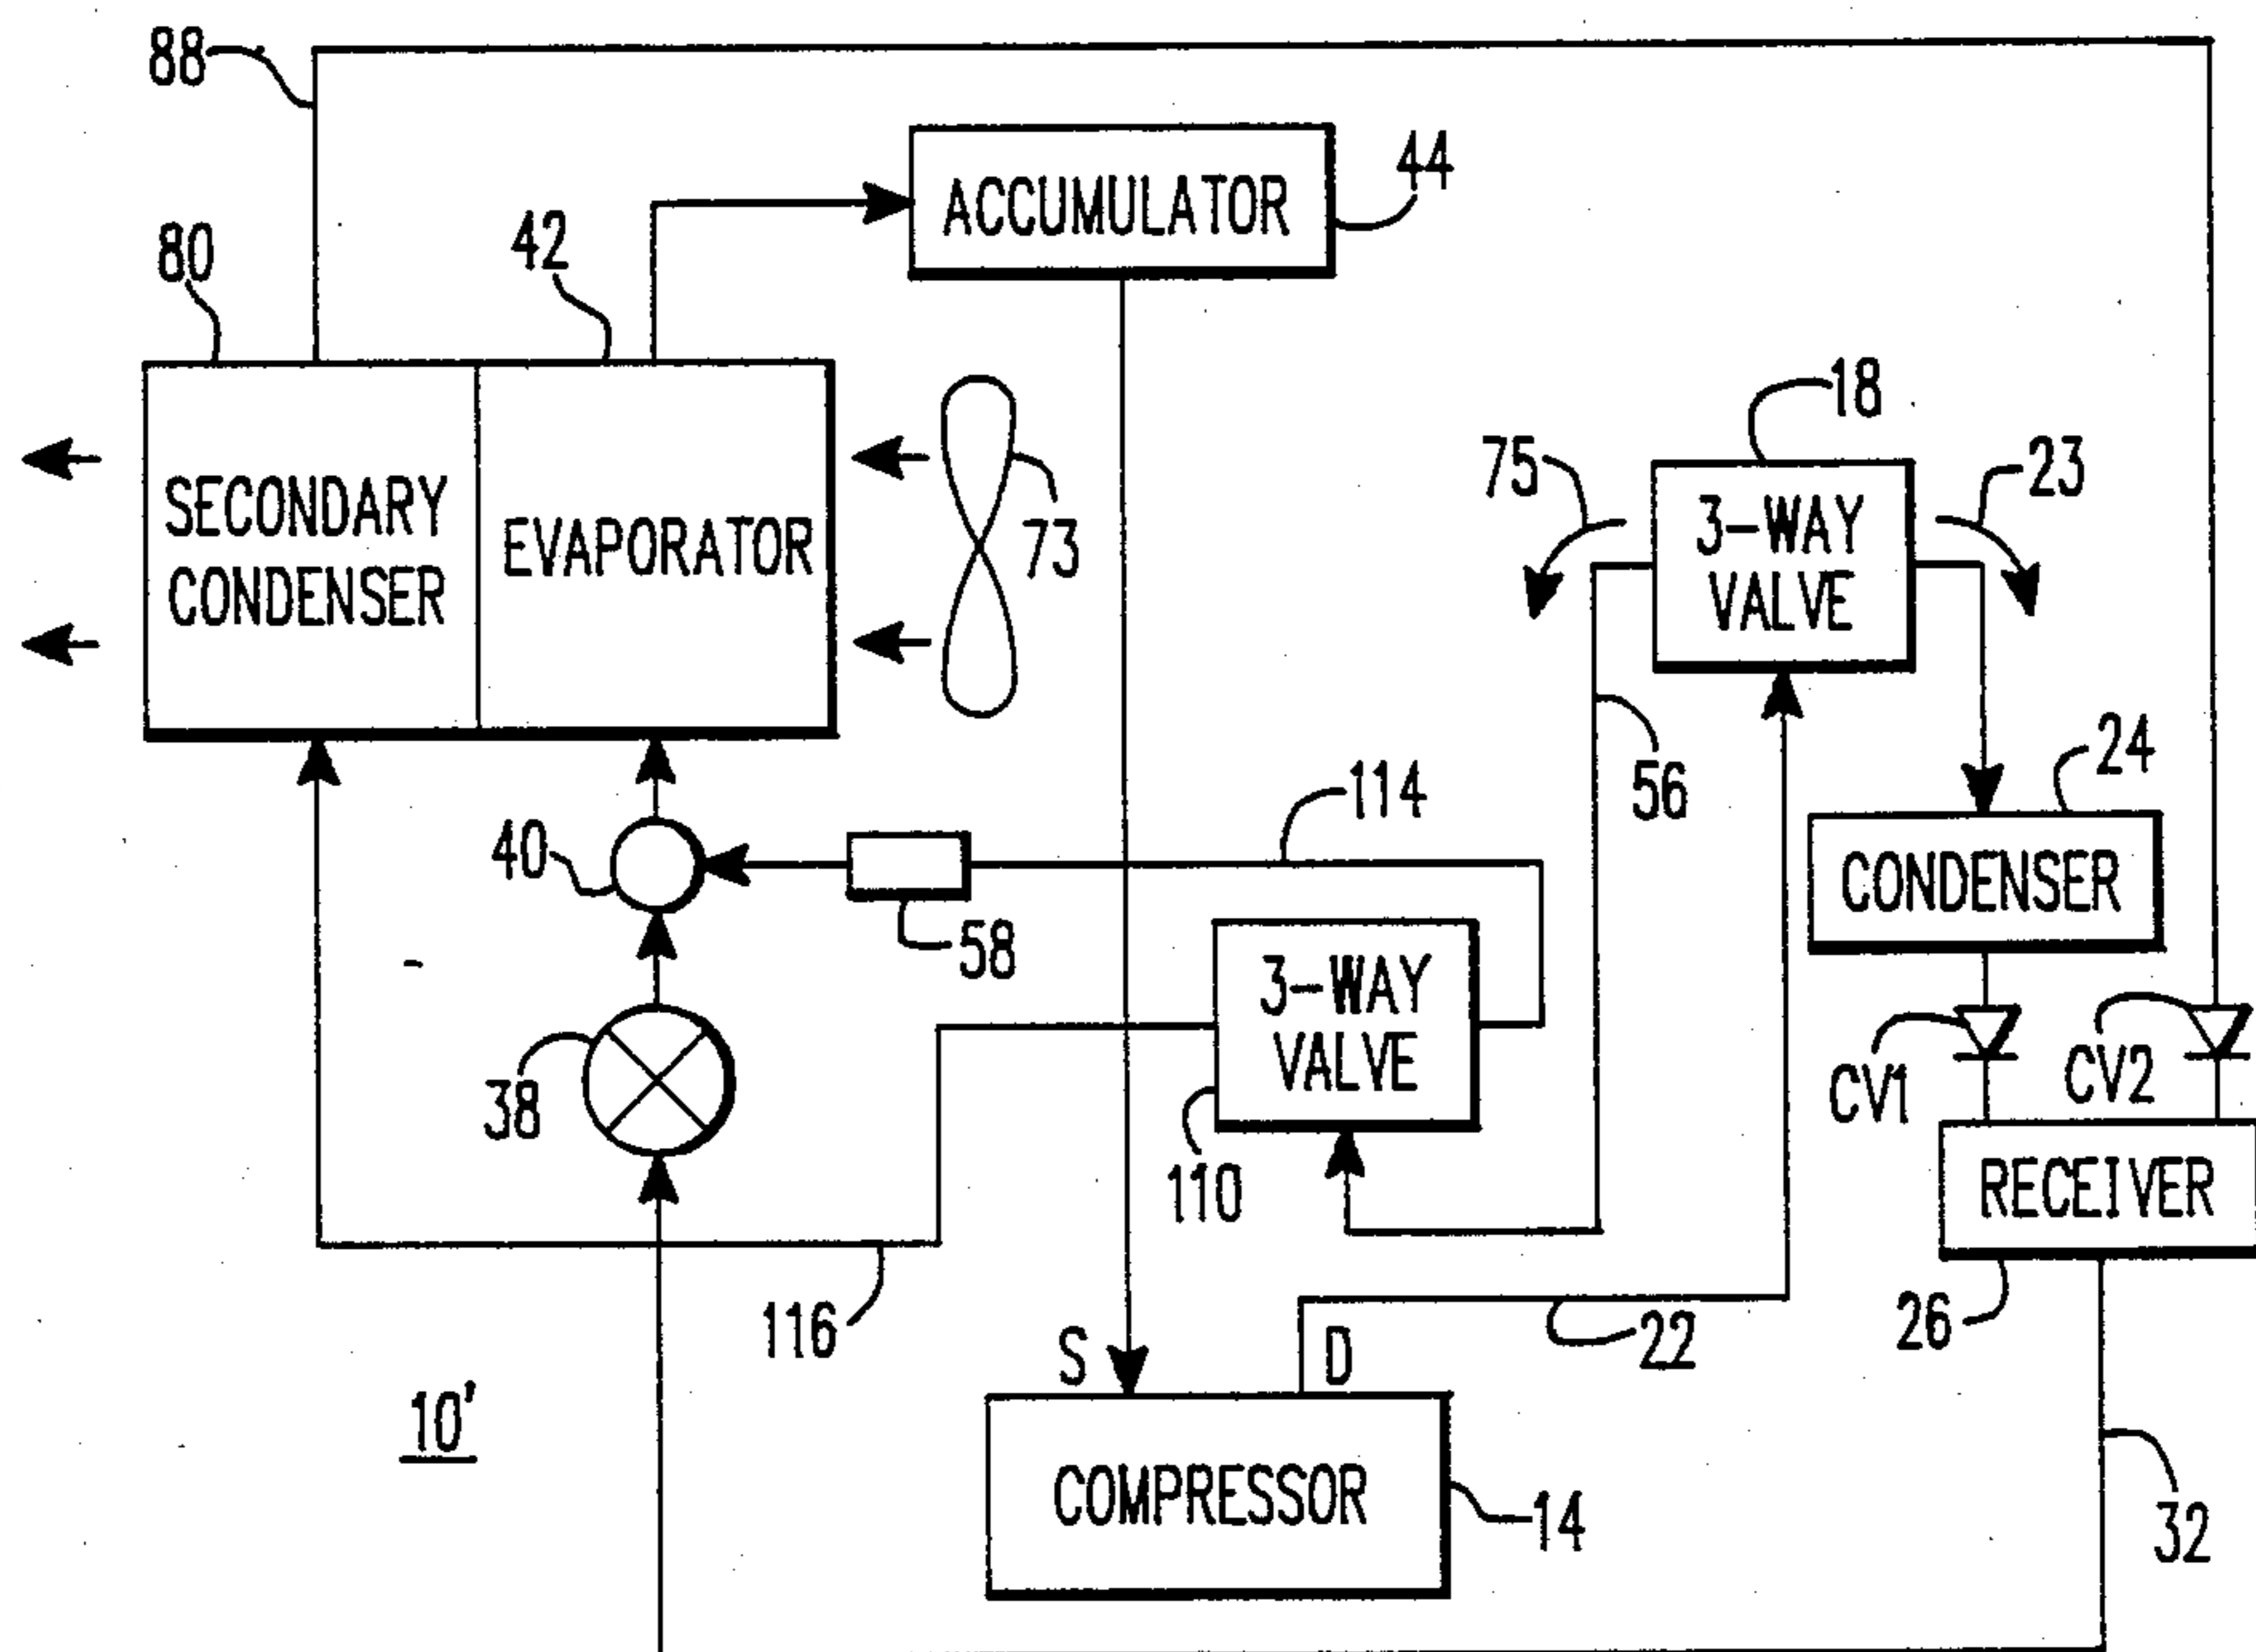 88
ACCUMULATOR
44
80
42
18
75
23
3-WAY
VALVE
SECONDARY
CONDENSER
EVAPORATOR
73
56
24
114
40
58
CONDENSER
3-WAY
VALVE
38
CV1
CV2
110
RECEIVER
116
26
S
D
22
10'
COMPRESSOR
14
32